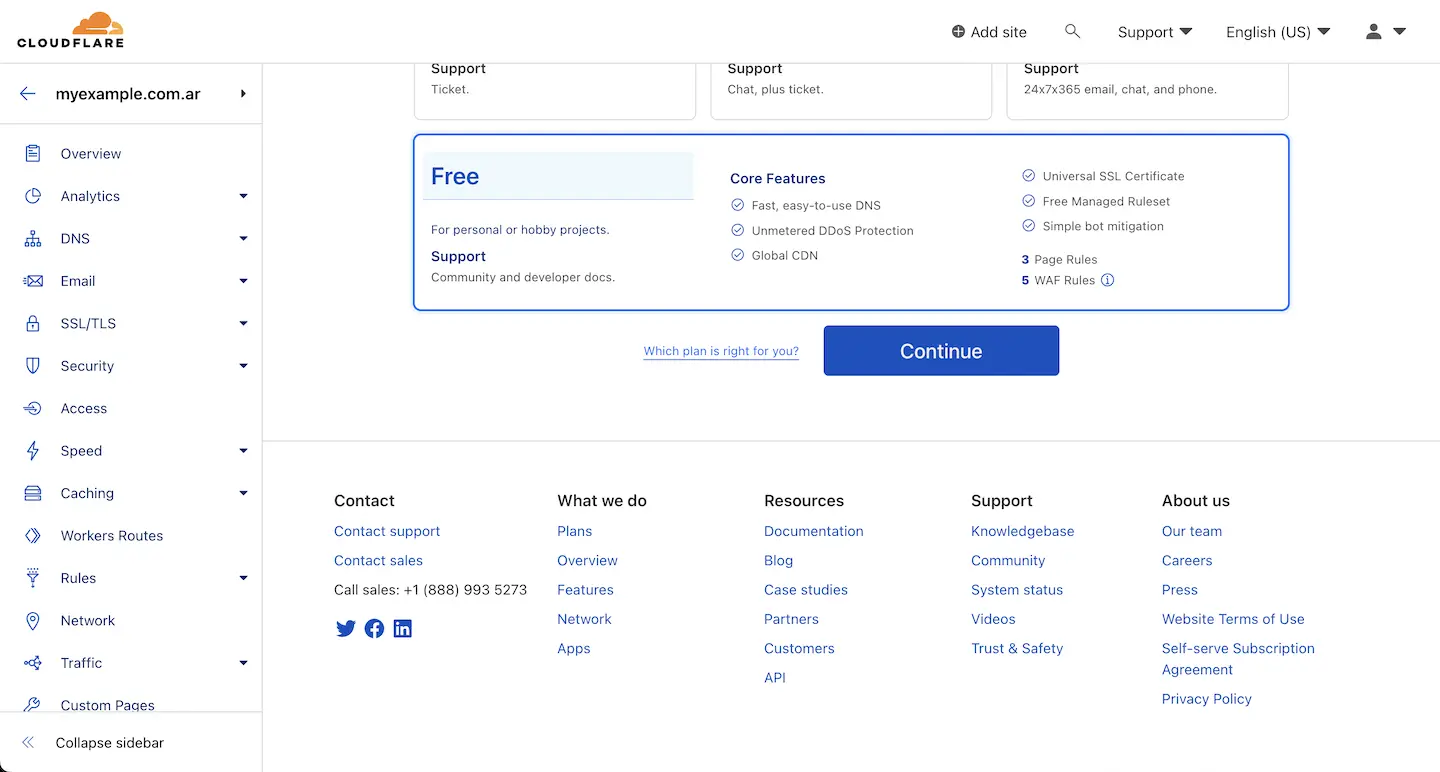 CLOUDFLARE
Add site
Support
English (US)
myexample.com.ar
Overview
Analytics
DNS
Email
SSL/TLS
Security
Access
Speed
Caching
Workers Routes
Rules
Network
Traffic
Custom Pages
Collapse sidebar
Support
Ticket.
Support
Chat, plus ticket.
Support
24x7x365 email, chat, and phone.
Free
For personal or hobby projects.
Support
Community and developer docs.
Core Features
Fast, easy-to-use DNS
Unmetered DDoS Protection
Global CDN
Universal SSL Certificate
Free Managed Ruleset
Simple bot mitigation
3 Page Rules
5 WAF Rules
Which plan is right for you?
Continue
Contact
Contact support
Contact sales
Call sales: +1 (888) 993 5273
What we do
Plans
Overview
Features
Network
Apps
Resources
Documentation
Blog
Case studies
Partners
Customers
API
Support
Knowledgebase
Community
System status
Videos
Trust & Safety
About us
Our team
Careers
Press
Website Terms of Use
Self-serve Subscription
Agreement
Privacy Policy